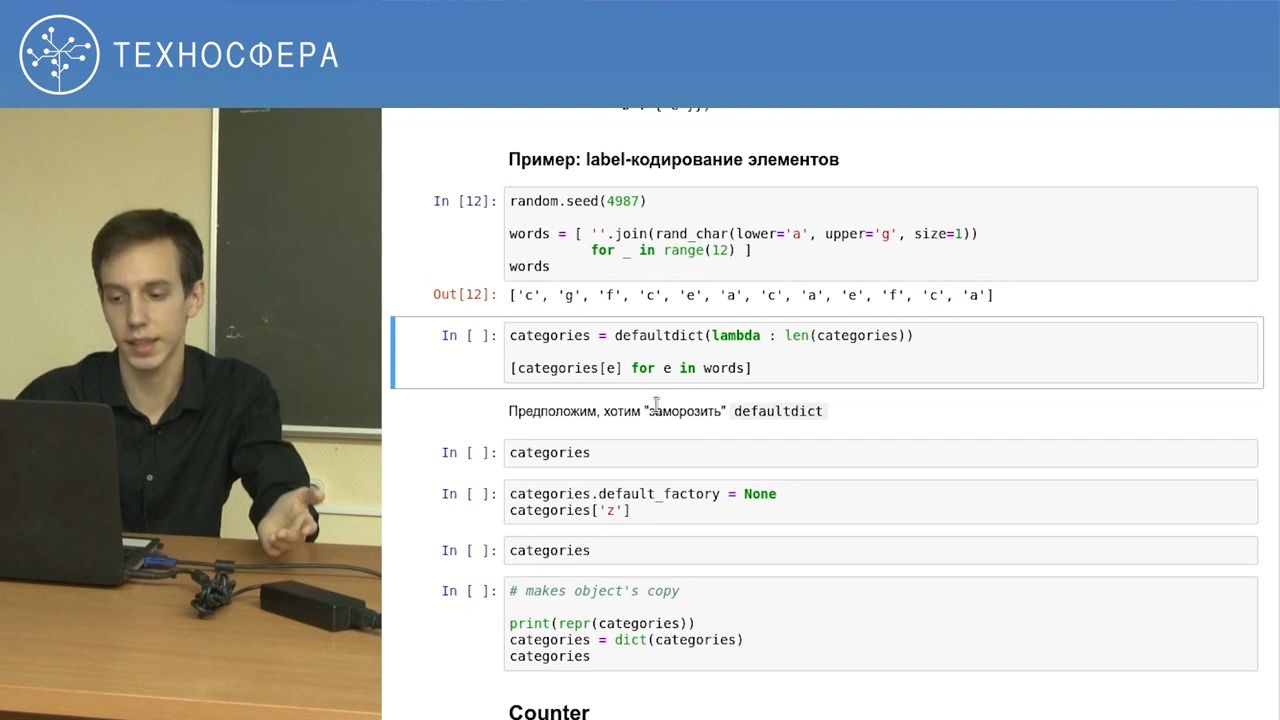 ТЕХНОСФЕРА
Пример: label-кодирование элементов
In [12]: random.seed(4987)
words = [ ''.join(rand_char(lower='a', upper='g', size=1))
for _ in range(12) ]
words
Out[12]: ['c', 'g', 'f', 'c', 'e', 'a', 'c', 'a', 'e', 'f', 'c', 'a']
In [ ]: categories = defaultdict(lambda : len(categories))
[categories[e] for e in words]
Предположим, хотим "заморозить" defaultdict
In [ ]: categories
In [ ]: categories.default_factory = None
categories['z']
In [ ]: categories
In [ ]: # makes object's copy
print(repr(categories))
categories = dict(categories)
categories
Counter